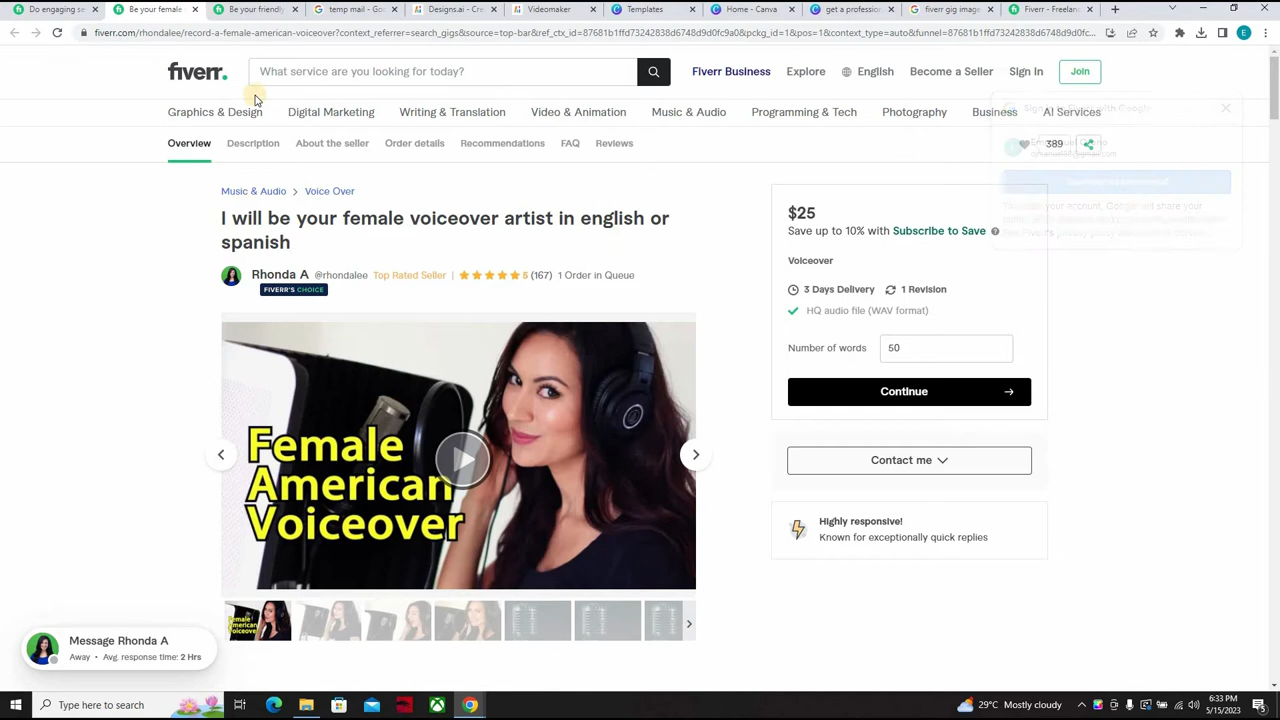 Do engaging se
Be your female
Be your friendly
temp mail - Goo
Designs.ai - Cre
Videomaker
Templates
Home - Canva
get a profession
fiverr gig image
Fiverr - Freelanc
fiverr.com/rhondalee/record-a-female-american-voiceover?context_referrer=search_gigs&source=top-bar&ref_ctx_id=87681b1ffd73242838d9d0fc9a0&pckg_id=1&pos=1&context_type=auto&funnel=87681b1ffd73242838d9d0fc9a0...
fiverr.
What service are you looking for today?
Fiverr Business
Explore
English
Become a Seller
Sign In
Join
Graphics & Design
Digital Marketing
Writing & Translation
Video & Animation
Music & Audio
Programming & Tech
Photography
Business
AI Services
Overview
Description
About the seller
Order details
Recommendations
FAQ
Reviews
389
Music & Audio > Voice Over
I will be your female voiceover artist in english or
spanish
Rhonda A @rhondalee Top Rated Seller | 5 (167) 1 Order in Queue
FIVERR'S CHOICE
Female
American
Voiceover
$25
Save up to 10% with Subscribe to Save
Voiceover
3 Days Delivery
1 Revision
HQ audio file (WAV format)
Number of words
50
Continue
Contact me
Highly responsive!
Known for exceptionally quick replies
Female
American
Voiceover
Message Rhonda A
Away • Avg. response time: 2 Hrs
Type here to search
29°C Mostly cloudy
6:33 PM
5/15/2023